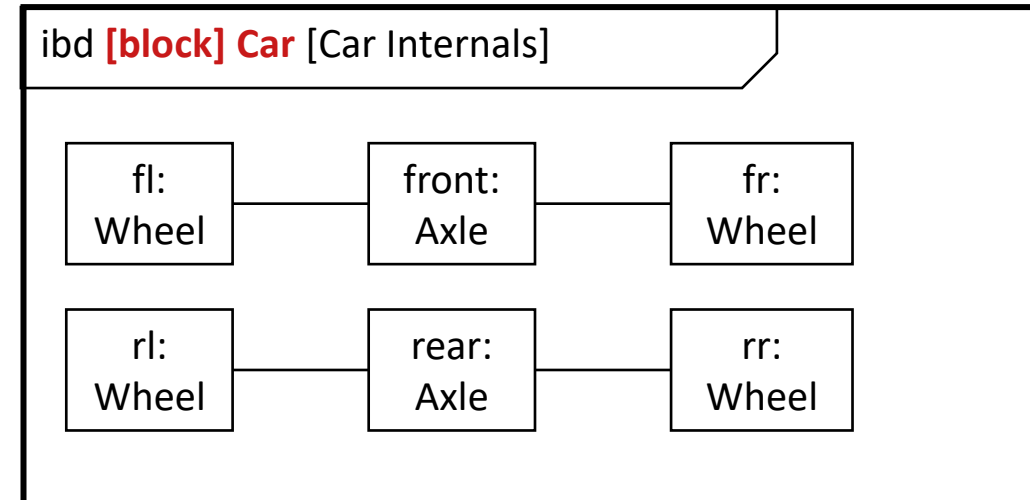 ibd [block] Car [Car Internals]
fl:
Wheel
front:
Axle
fr:
Wheel
rl:
Wheel
rear:
Axle
rr:
Wheel